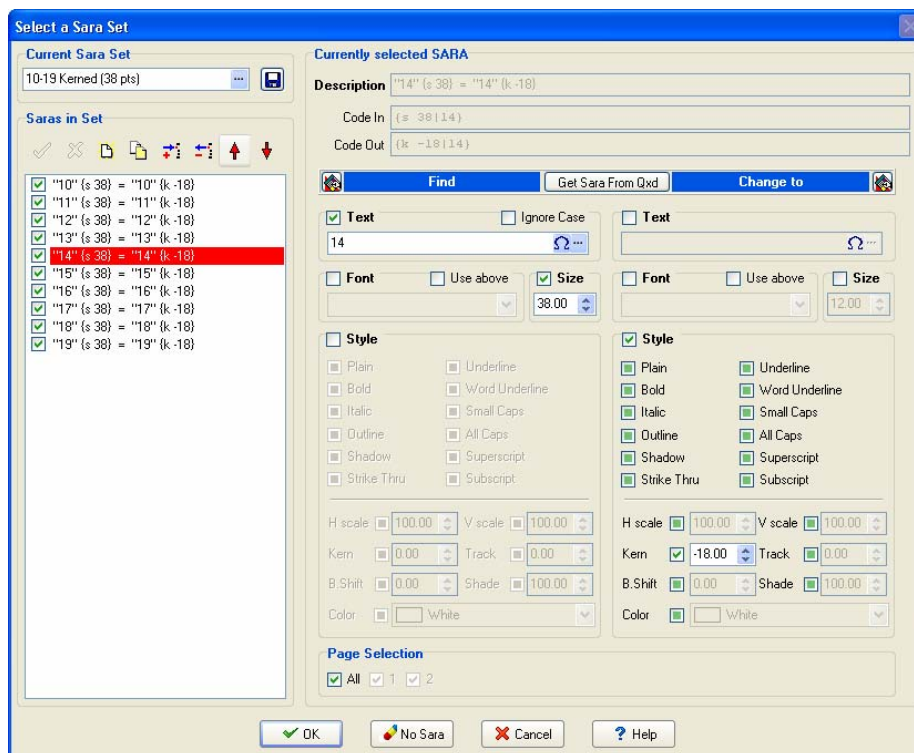 Select a Sara Set
Current Sara Set
10-19 Kerned (38 pts)
Saras in Set
"10" {s 38} = "10" {k -18}
"11" {s 38} = "11" {k -18}
"12" {s 38} = "12" {k -18}
"13" {s 38} = "13" {k -18}
"14" {s 38} = "14" {k -18}
"15" {s 38} = "15" {k -18}
"16" {s 38} = "16" {k -18}
"17" {s 38} = "17" {k -18}
"18" {s 38} = "18" {k -18}
"19" {s 38} = "19" {k -18}
Currently selected SARA
Description "14" {s 38} = "14" {k -18}
Code In {s 38|14}
Code Out {k -18|14}
Find Get Sara From Qxd Change to
Text Ignore Case
14 Ω ...
Font Use above Size
38.00
Style
Plain Underline
Bold Word Underline
Italic Small Caps
Outline All Caps
Shadow Superscript
Strike Thru Subscript
H scale 100.00 V scale 100.00
Kern 0.00 Track 0.00
B.Shift 0.00 Shade 100.00
Color White
Text
Ω ...
Font Use above Size
12.00
Style
Plain Underline
Bold Word Underline
Italic Small Caps
Outline All Caps
Shadow Superscript
Strike Thru Subscript
H scale 100.00 V scale 100.00
Kern -18.00 Track 0.00
B.Shift 0.00 Shade 100.00
Color White
Page Selection
All 1 2
OK No Sara Cancel ? Help